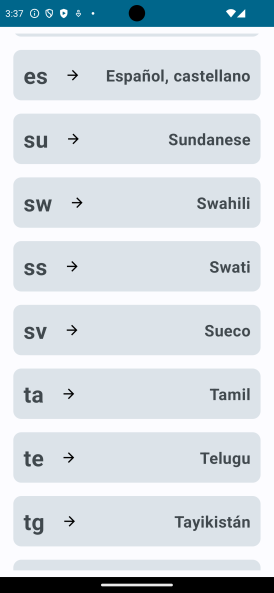 3:37
es → Español, castellano
su → Sundanese
sw → Swahili
ss → Swati
sv → Sueco
ta → Tamil
te → Telugu
tg → Tayikistán